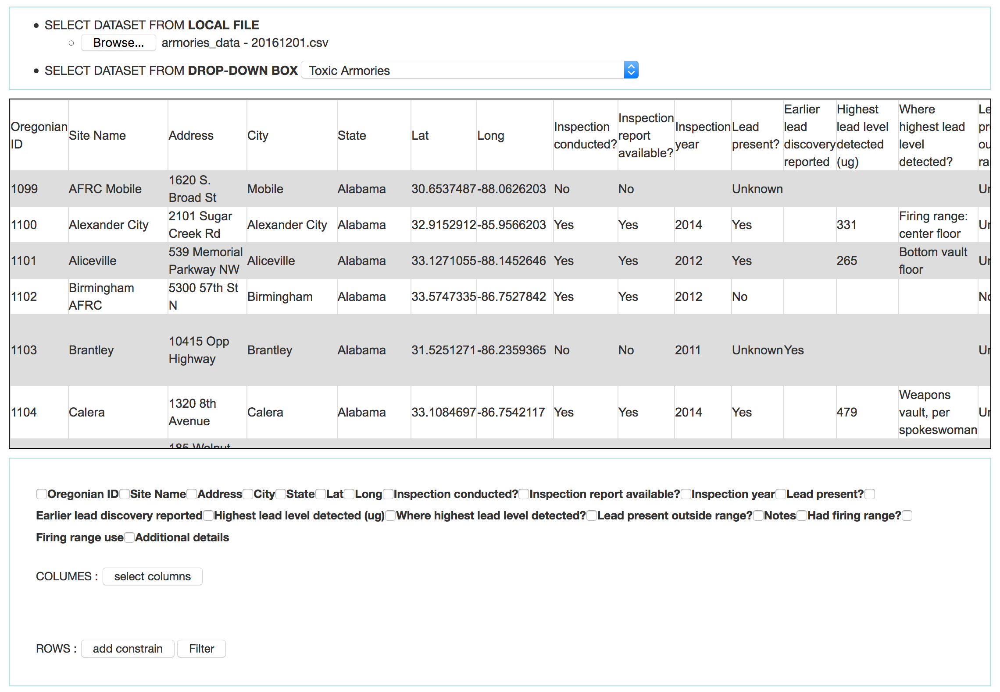 SELECT DATASET FROM LOCAL FILE
Browse... armories_data - 20161201.csv
SELECT DATASET FROM DROP-DOWN BOX Toxic Armories
Oregonian ID Site Name Address City State Lat Long Inspection conducted? Inspection report available? Inspection year Lead present? Earlier lead discovery reported Highest lead level detected (ug) Where highest lead level detected?
1099 AFRC Mobile 1620 S. Broad St Mobile Alabama 30.6537487 -88.0626203 No No Unknown
1100 Alexander City 2101 Sugar Creek Rd Alexander City Alabama 32.9152912 -85.9566203 Yes Yes 2014 Yes 331 Firing range: center floor
1101 Aliceville 539 Memorial Parkway NW Aliceville Alabama 33.1271055 -88.1452646 Yes Yes 2012 Yes 265 Bottom vault floor
1102 Birmingham AFRC 5300 57th St N Birmingham Alabama 33.5747335 -86.7527842 Yes Yes 2012 No
1103 Brantley 10415 Opp Highway Brantley Alabama 31.5251271 -86.2359365 No No 2011 Unknown Yes
1104 Calera 1320 8th Avenue Calera Alabama 33.1084697 -86.7542117 Yes Yes 2014 Yes 479 Weapons vault, per spokeswoman
185 Walnut
Oregonian ID Site Name Address City State Lat Long Inspection conducted? Inspection report available? Inspection year Lead present?
Earlier lead discovery reported Highest lead level detected (ug) Where highest lead level detected? Lead present outside range? Notes Had firing range?
Firing range use Additional details
COLUMES : select columns
ROWS : add constrain Filter